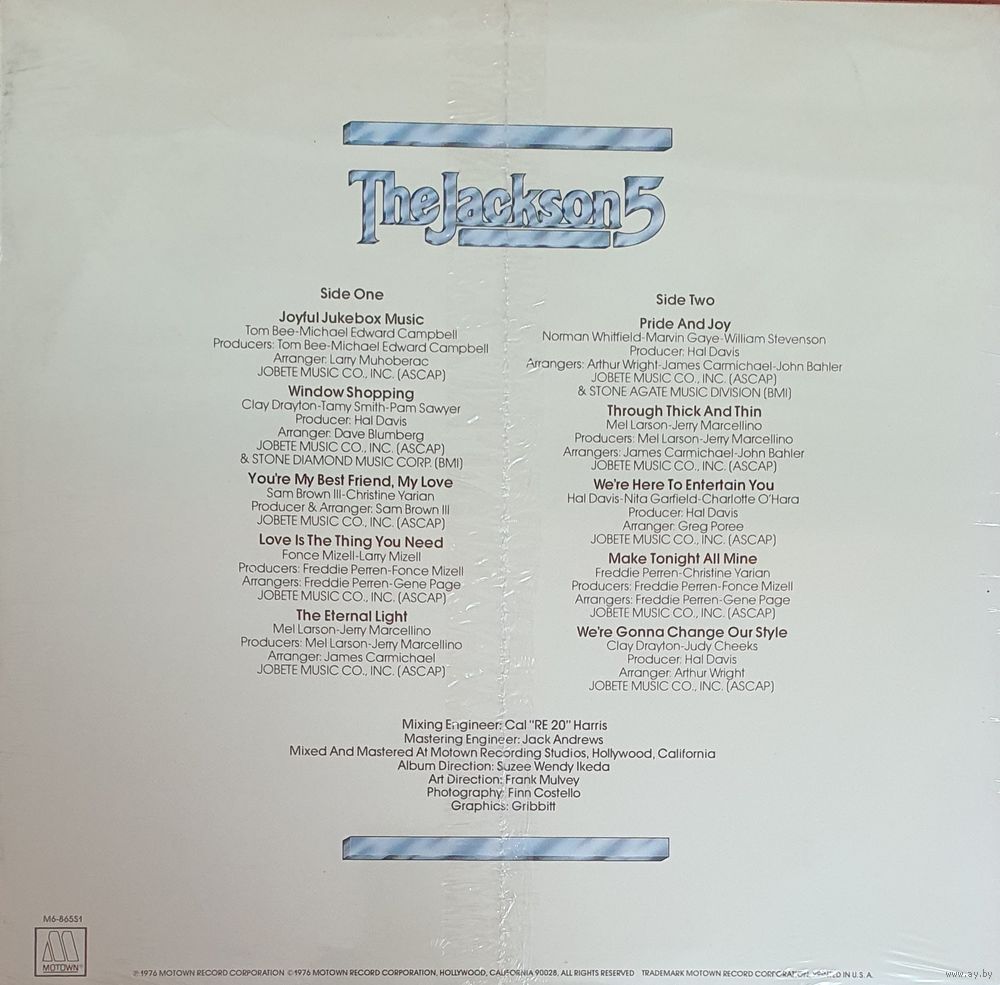 The Jackson 5
Side One
Joyful Jukebox Music
Tom Bee-Michael Edward Campbell
Producers: Tom Bee-Michael Edward Campbell
Arranger: Larry Muhoberac
JOBETE MUSIC CO., INC. (ASCAP)
Window Shopping
Clay Drayton-Tamy Smith-Pam Sawyer
Producer: Hal Davis
Arranger: Dave Blumberg
JOBETE MUSIC CO., INC. (ASCAP)
& STONE DIAMOND MUSIC CORP. (BMI)
You're My Best Friend, My Love
Sam Brown III-Christine Yarian
Producer & Arranger: Sam Brown III
JOBETE MUSIC CO., INC. (ASCAP)
Love Is The Thing You Need
Fonce Mizell-Larry Mizell
Producers: Freddie Perren-Fonce Mizell
Arrangers: Freddie Perren-Gene Page
JOBETE MUSIC CO., INC. (ASCAP)
The Eternal Light
Mel Larson-Jerry Marcellino
Producers: Mel Larson-Jerry Marcellino
Arranger: James Carmichael
JOBETE MUSIC CO., INC. (ASCAP)
Side Two
Pride And Joy
Norman Whitfield-Marvin Gaye-William Stevenson
Producer: Hal Davis
Arrangers: Arthur Wright-James Carmichael-John Bahler
JOBETE MUSIC CO., INC. (ASCAP)
& STONE AGATE MUSIC DIVISION (BMI)
Through Thick And Thin
Mel Larson-Jerry Marcellino
Producers: Mel Larson-Jerry Marcellino
Arrangers: James Carmichael-John Bahler
JOBETE MUSIC CO., INC. (ASCAP)
We're Here To Entertain You
Hal Davis-Nita Garfield-Charlotte O'Hara
Producer: Hal Davis
Arranger: Greg Poree
JOBETE MUSIC CO., INC. (ASCAP)
Make Tonight All Mine
Freddie Perren-Christine Yarian
Producers: Freddie Perren-Fonce Mizell
Arrangers: Freddie Perren-Gene Page
JOBETE MUSIC CO., INC. (ASCAP)
We're Gonna Change Our Style
Clay Drayton-Judy Cheeks
Producer: Hal Davis
Arranger: Arthur Wright
JOBETE MUSIC CO., INC. (ASCAP)
Mixing Engineer: Cal "RE 20" Harris
Mastering Engineer: Jack Andrews
Mixed And Mastered At Motown Recording Studios, Hollywood, California
Album Direction: Suzee Wendy Ikeda
Art Direction: Frank Mulvey
Photography: Finn Costello
Graphics: Gribbitt
M6-86551
MOTOWN®
℗ 1976 MOTOWN RECORD CORPORATION © 1976 MOTOWN RECORD CORPORATION, HOLLYWOOD, CALIFORNIA 90028, ALL RIGHTS RESERVED TRADEMARK MOTOWN RECORD CORPORATION, PRINTED IN U.S.A.
www.ay.by